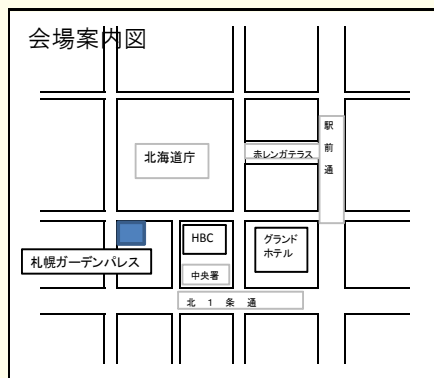 会場案内図
駅前通
北海道庁
赤レンガテラス
HBC
グランド
ホテル
札幌ガーデンパレス
中央署
北1条通